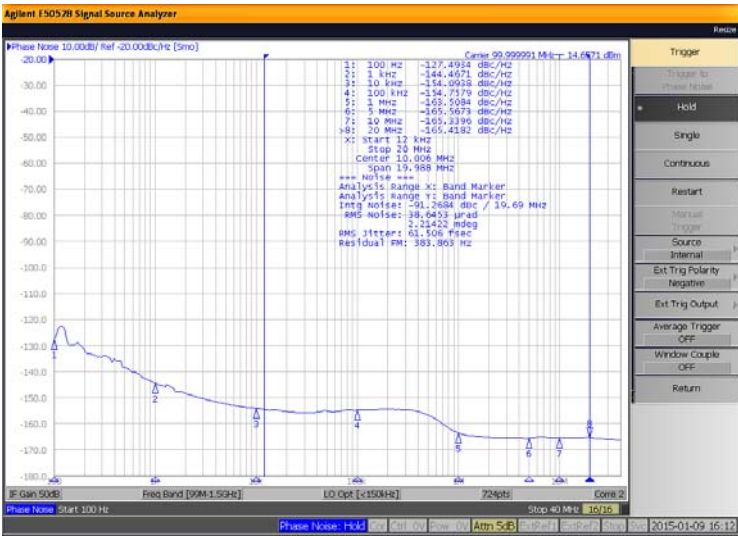 Agilent E5052B Signal Source Analyzer
Resize
Phase Noise 10.00dB/ Ref -20.00dBc/Hz [Smo]
Carrier 99.999991 MHz
dBm
-20.00
-30.00
-40.00
-50.00
-60.00
-70.00
-80.00
-90.00
-100.0
-110.0
-120.0
-130.0
-140.0
-150.0
-160.0
-170.0
-180.0
1: 100 Hz -127.4934 dBc/Hz
2: 1 kHz -144.4671 dBc/Hz
3: 10 kHz -154.0938 dBc/Hz
4: 100 kHz -154.7579 dBc/Hz
5: 1 MHz -163.5084 dBc/Hz
6: 5 MHz -165.5673 dBc/Hz
7: 10 MHz -165.3396 dBc/Hz
>8: 20 MHz -165.4182 dBc/Hz
X: Start 12 kHz
Stop 20 MHz
Center 10.006 MHz
Span 19.988 MHz
=== Noise ===
Analysis Range X: Band Marker
Analysis Range Y: Band Marker
Intg Noise: -91.2684 dBc / 19.69 MHz
RMS Noise: 38.6453 µrad
2.21422 mdeg
RMS Jitter: 61.506 fsec
Residual FM: 383.863 Hz
1
2
3
4
5
6
7
8
IF Gain 50dB
Freq Band [99M-1.5GHz]
LO Opt [<150kHz]
724pts
Corre 2
Phase Noise Start 100 Hz
Stop 40 MHz
16/16
Phase Noise: Hold
Cor
Ctrl 0V
Pow 0V
Attn 5dB
ExtRef1
ExtRef2
Stop
Svc
2015-01-09 16:12
Trigger
Trigger to
Phase Noise
Hold
Single
Continuous
Restart
Manual
Trigger
Source
Internal
Ext Trig Polarity
Negative
Ext Trig Output
Average Trigger
OFF
Window Couple
OFF
Return